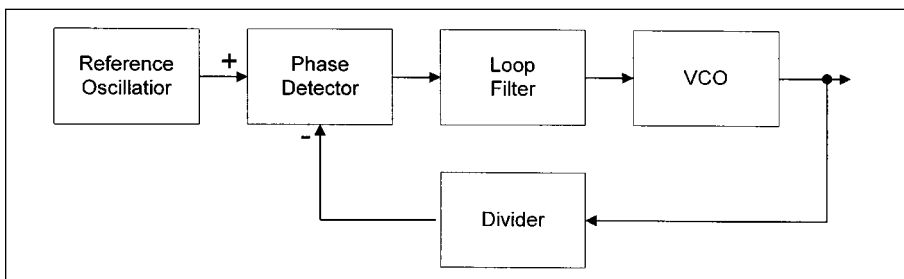 Reference
Oscillatior
+
Phase
Detector
-
Loop
Filter
VCO
Divider